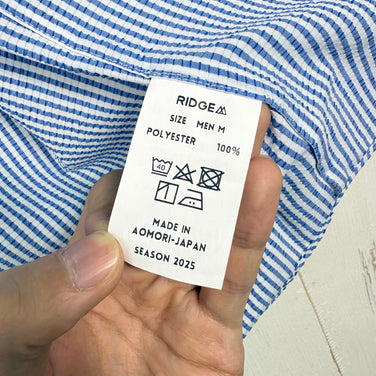 RIDGE
SIZE MEN M
POLYESTER 100%
40
MADE IN
AOMORI-JAPAN
SEASON 2025